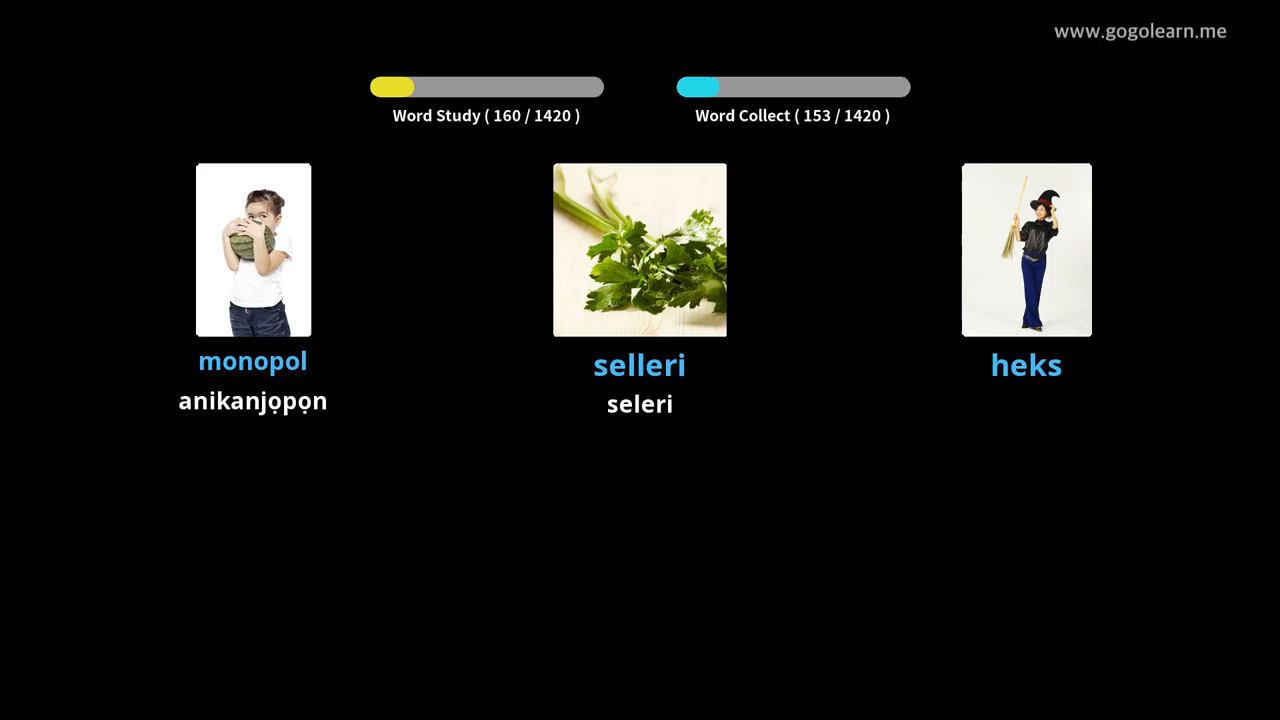 www.gogolearn.me
Word Study ( 160 / 1420 )
Word Collect ( 153 / 1420 )
monopol
anikanjọpọn
selleri
seleri
heks